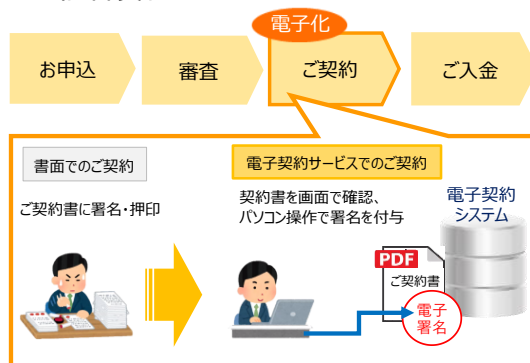 電子化
お申込
審査
ご契約
ご入金
書面でのご契約
ご契約書に署名・押印
電子契約サービスでのご契約
契約書を画面で確認、
パソコン操作で署名を付与
電子契約
システム
PDF
ご契約書
電子
署名